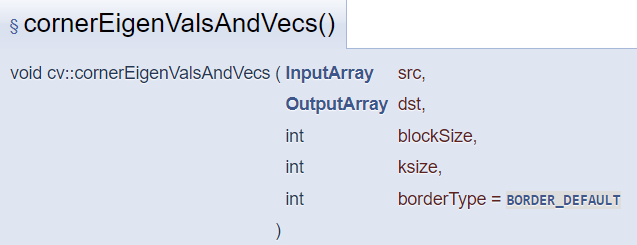 § cornerEigenValsAndVecs()
void cv::cornerEigenValsAndVecs ( InputArray src,
OutputArray dst,
int blockSize,
int ksize,
int borderType = BORDER_DEFAULT
)